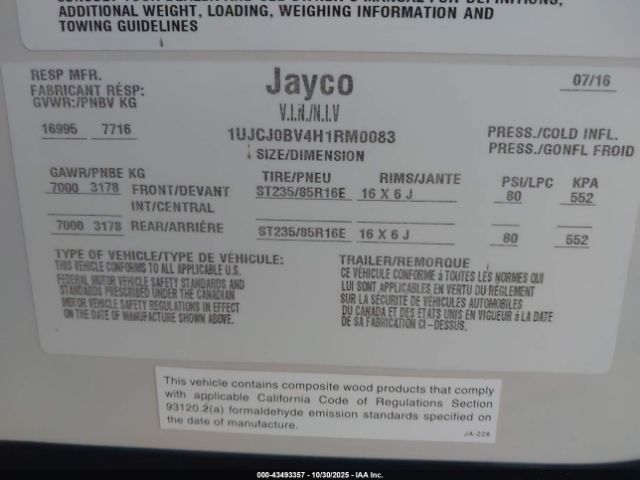 ADDITIONAL WEIGHT, LOADING, WEIGHING INFORMATION AND
TOWING GUIDELINES
RESP MFR. Jayco 07/16
FABRICANT RÉSP:
GVWR:/PNBV KG V.I.N./N.I.V
16995 7716 1UJCJ0BV4H1RM0083 PRESS./COLD INFL.
SIZE/DIMENSION PRESS./GONFL FROID
GAWR/PNBE KG TIRE/PNEU RIMS/JANTE PSI/LPC KPA
7000 3178 FRONT/DEVANT ST235/85R16E 16 X 6 J 80 552
INT/CENTRAL
7000 3178 REAR/ARRIÈRE ST235/85R16E 16 X 6 J 80 552
TYPE OF VEHICLE/TYPE DE VÉHICULE: TRAILER/REMORQUE
THIS VEHICLE CONFORMS TO ALL APPLICABLE U.S. CE VÉHICULE CONFORME à TOUTES LES NORMES QUI
FEDERAL MOTOR VEHICLE SAFETY STANDARDS AND LUI SONT APPLICABLES EN VERTU DU RÉGLEMENT
STANDARDS PRESCRIBED UNDER THE CANADIAN SUR LA SÉCURITÉ DE VÉHICULES AUTOMOBILES
MOTOR VEHICLE SAFETY REGULATIONS IN EFFECT DU CANADA ET DES ETATS UNIS EN VIGUEUR à LA DATE
ON THE DATE OF MANUFACTURE SHOWN ABOVE. DE SA FABRICATION CI - DESSUS.
This vehicle contains composite wood products that comply
with applicable California Code of Regulations Section
93120.2(a) formaldehyde emission standards specified on
the date of manufacture.
JA-228
000-43493357 - 10/30/2025 - IAA Inc.